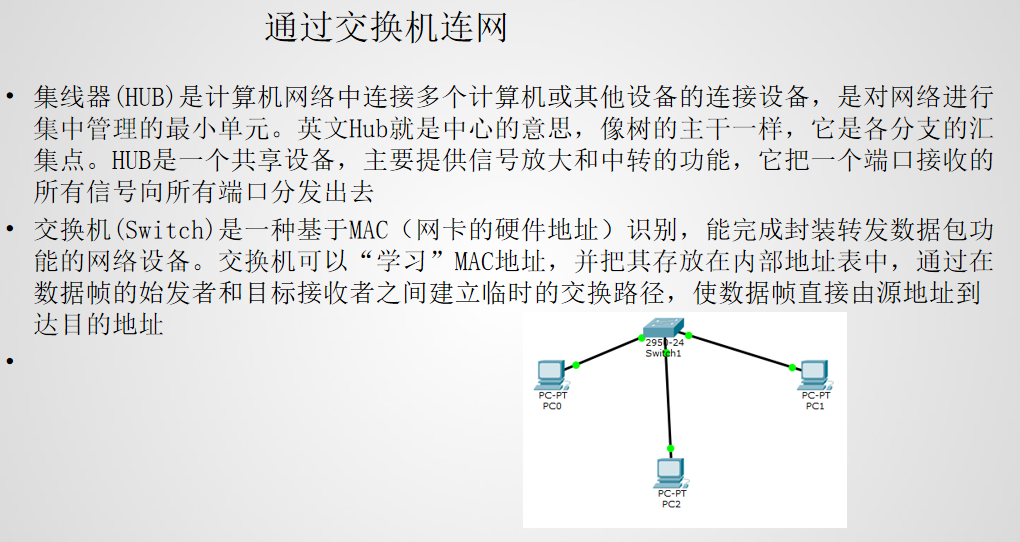 通过交换机连网
• 集线器(HUB)是计算机网络中连接多个计算机或其他设备的连接设备，是对网络进行
集中管理的最小单元。英文Hub就是中心的意思，像树的主干一样，它是各分支的汇
集点。HUB是一个共享设备，主要提供信号放大和中转的功能，它把一个端口接收的
所有信号向所有端口分发出去
• 交换机(Switch)是一种基于MAC（网卡的硬件地址）识别，能完成封装转发数据包功
能的网络设备。交换机可以“学习”MAC地址，并把其存放在内部地址表中，通过在
数据帧的始发者和目标接收者之间建立临时的交换路径，使数据帧直接由源地址到
达目的地址
•
2950-24
Switch1
PC-PT
PC0
PC-PT
PC1
PC-PT
PC2